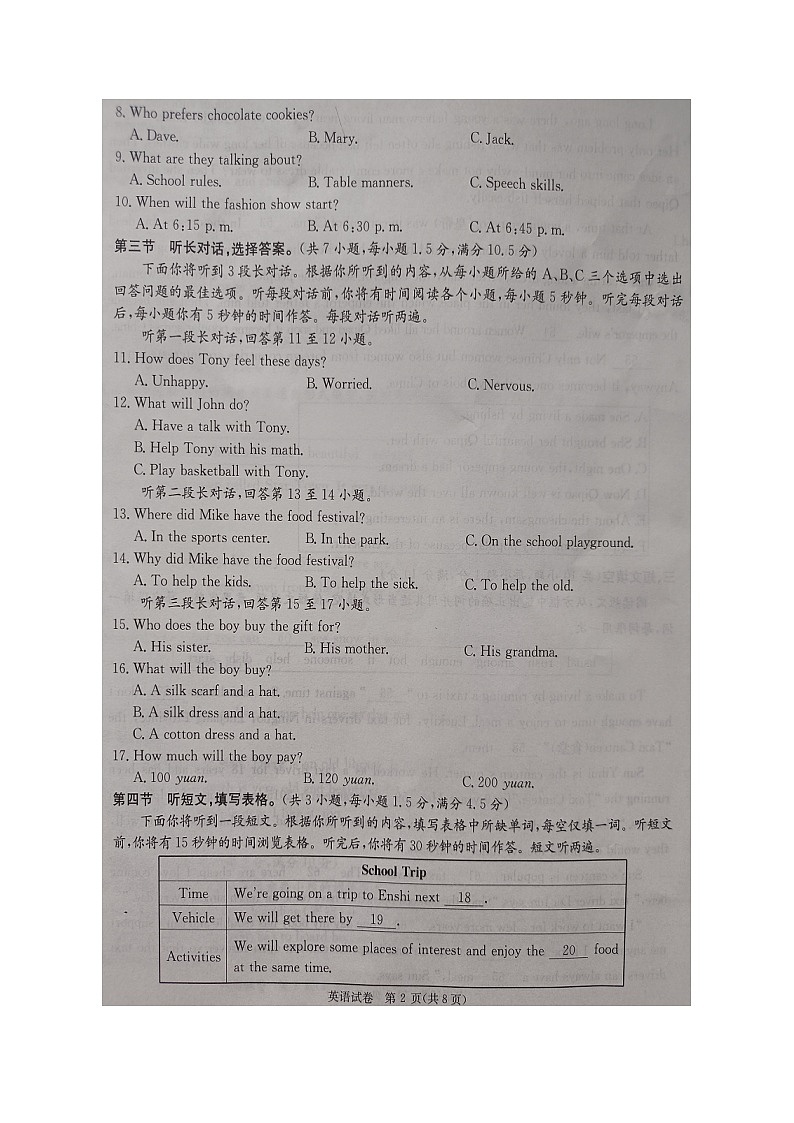 8. Who prefers chocolate cookies?
A. Dave. B. Mary. C. Jack.
9. What are they talking about?
A. School rules. B. Table manners. C. Speech skills.
10. When will the fashion show start?
A. At 6:15 p. m. B. At 6:30 p. m. C. At 6:45 p. m.
第三节 听长对话,选择答案。(共7小题,每小题1.5分,满分10.5分)
下面你将听到3段长对话。根据你所听到的内容,从每小题所给的A、B、C三个选项中选出
回答问题的最佳选项。听每段对话前,你将有时间阅读各个小题,每小题5秒钟。听完每段对话
后,每小题你有5秒钟的时间作答。每段对话听两遍。
听第一段长对话,回答第11至12小题。
11. How does Tony feel these days?
A. Unhappy. B. Worried. C. Nervous.
12. What will John do?
A. Have a talk with Tony.
B. Help Tony with his math.
C. Play basketball with Tony.
听第二段长对话,回答第13至14小题。
13. Where did Mike have the food festival?
A. In the sports center. B. In the park. C. On the school playground.
14. Why did Mike have the food festival?
A. To help the kids. B. To help the sick. C. To help the old.
听第三段长对话,回答第15至17小题。
15. Who does the boy buy the gift for?
A. His sister. B. His mother. C. His grandma.
16. What will the boy buy?
A. A silk scarf and a hat.
B. A silk dress and a hat.
C. A cotton dress and a hat.
17. How much will the boy pay?
A. 100 yuan. B. 120 yuan. C. 200 yuan.
第四节 听短文,填写表格。(共3小题,每小题1.5分,满分4.5分)
下面你将听到一段短文。根据你所听到的内容,填写表格中所缺单词,每空仅填一词。听短文
前,你将有15秒钟的时间浏览表格。听完后,你将有30秒钟的时间作答。短文听两遍。
School Trip
Time We're going on a trip to Enshi next 18 .
Vehicle We will get there by 19 .
Activities We will explore some places of interest and enjoy the 20 food
at the same time.
英语试卷 第2页(共8页)